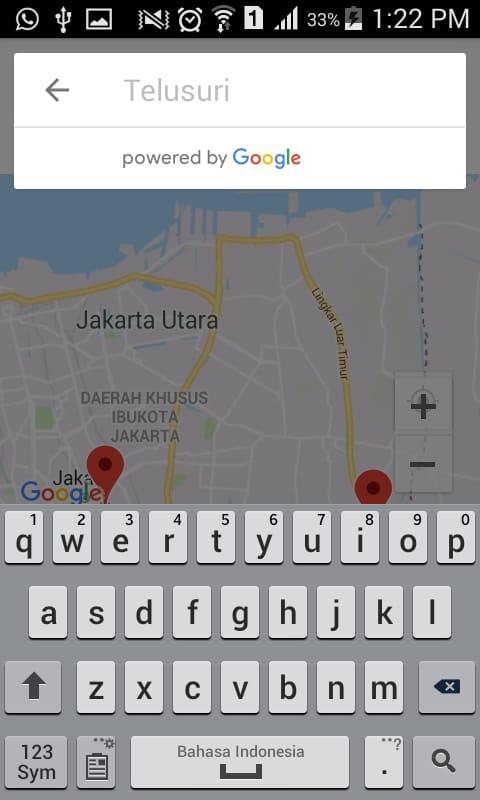 1 33% 1:22 PM
Telusuri
powered by Google
Lingkar Luar Timur
Jakarta Utara
DAERAH KHUSUS
IBUKOTA
JAKARTA
Jaka
Google
1 2 3 4 5 6 7 8 9 0
q w e r t y u i o p
a s d f g h j k l
z x c v b n m
123
Sym
Bahasa Indonesia
. ?